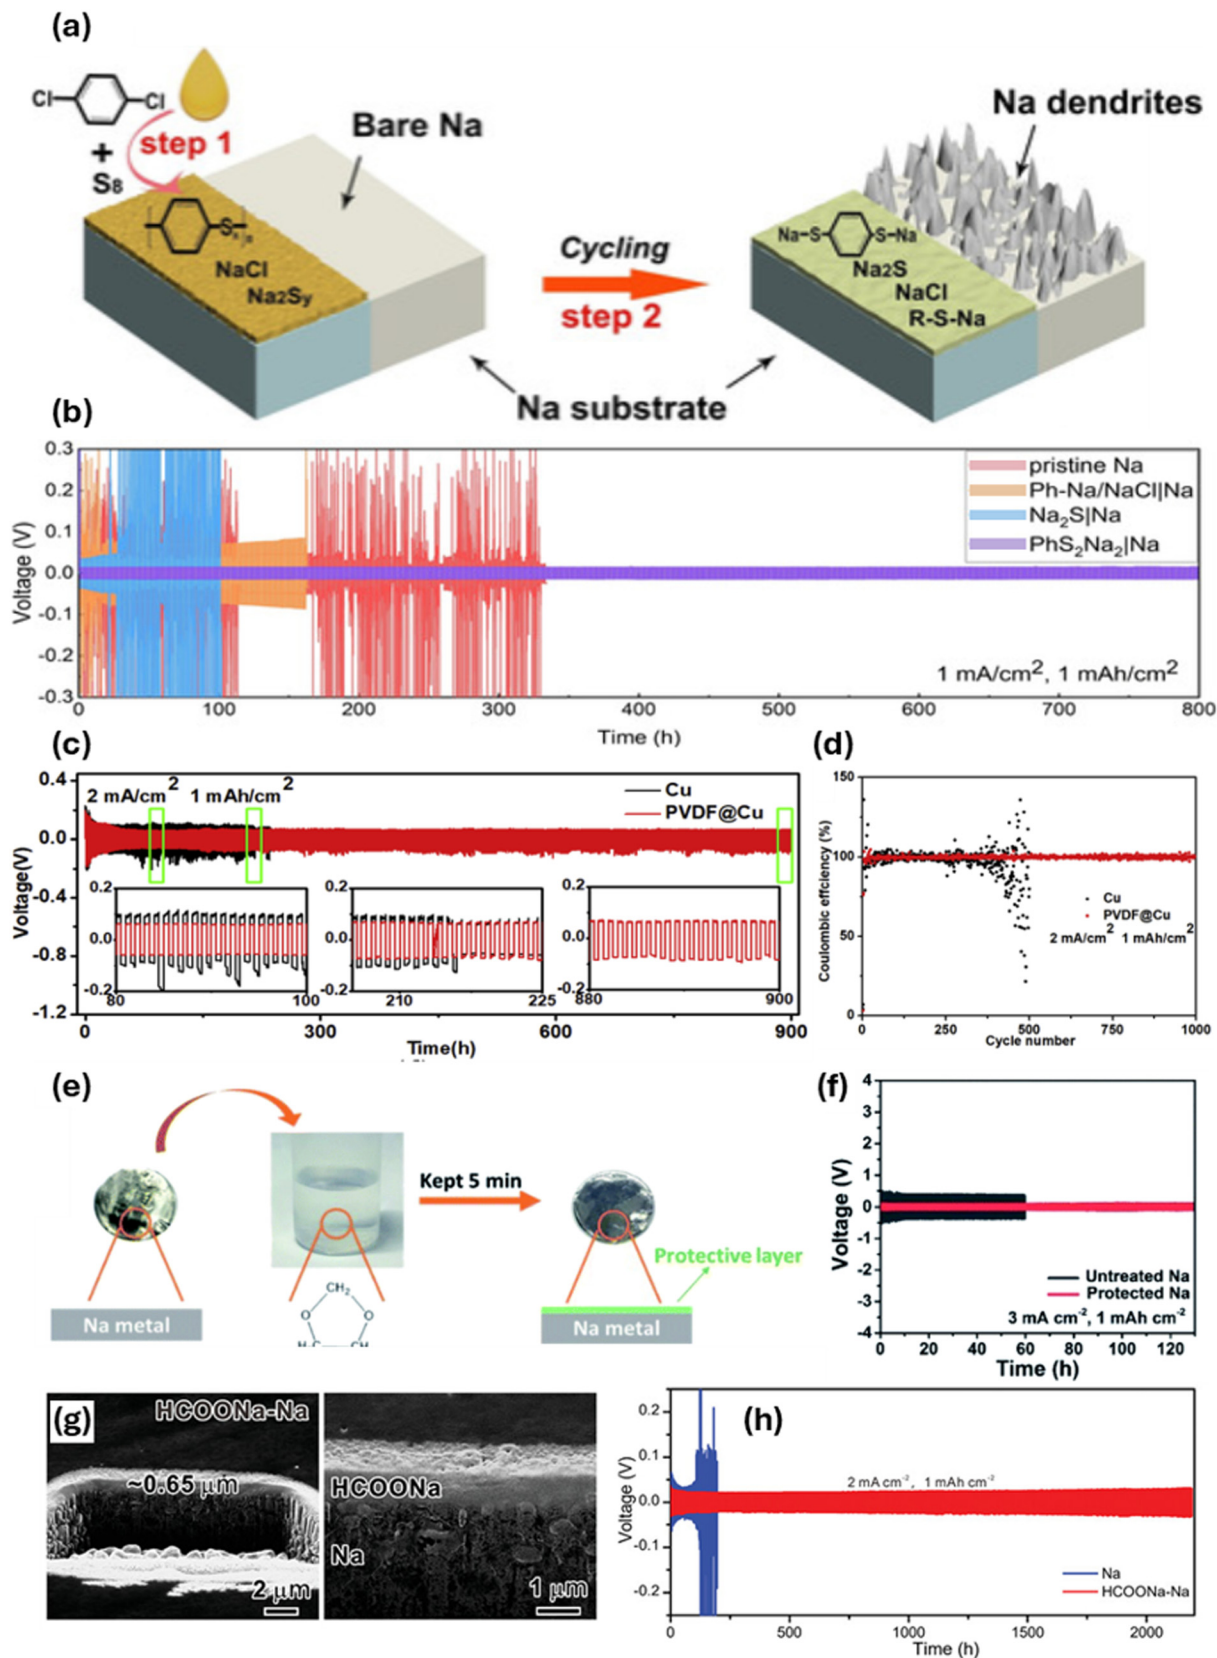 (a)
Cl
Cl
+
S8
step 1
Bare Na
Na dendrites
Sx
n
NaCl
Na2Sy
Cycling
step 2
Na-S
S-Na
Na2S
NaCl
R-S-Na
Na substrate
(b)
0.3
0.2
0.1
0.0
-0.1
-0.2
-0.3
Voltage (V)
pristine Na
Ph-Na/NaCl|Na
Na2S|Na
PhS2Na2|Na
1 mA/cm2, 1 mAh/cm2
0 100 200 300 400 500 600 700 800
Time (h)
(c)
0.4
0.0
-0.4
-0.8
-1.2
Voltage(V)
2 mA/cm2 1 mAh/cm2
Cu
PVDF@Cu
0.2
0.0
-0.2
80 100
0.2
0.0
-0.2
210 225
0.2
0.0
-0.2
880 900
0 300 600 900
Time(h)
(d)
150
100
50
0
Coulombic effciency (%)
Cu
PVDF@Cu
2 mA/cm2 1 mAh/cm2
0 250 500 750 1000
Cycle number
(e)
Kept 5 min
Protective layer
Na metal
CH2
O
O
Na metal
(f)
4
3
2
1
0
-1
-2
-3
-4
Voltage (V)
Untreated Na
Protected Na
3 mA cm-2, 1 mAh cm-2
0 20 40 60 80 100 120
Time (h)
(g)
HCOONa-Na
~0.65 μm
2 μm
HCOONa
Na
1 μm
(h)
0.2
0.1
0.0
-0.1
-0.2
Voltage (V)
2 mA cm-2, 1 mAh cm-2
Na
HCOONa-Na
0 500 1000 1500 2000
Time (h)